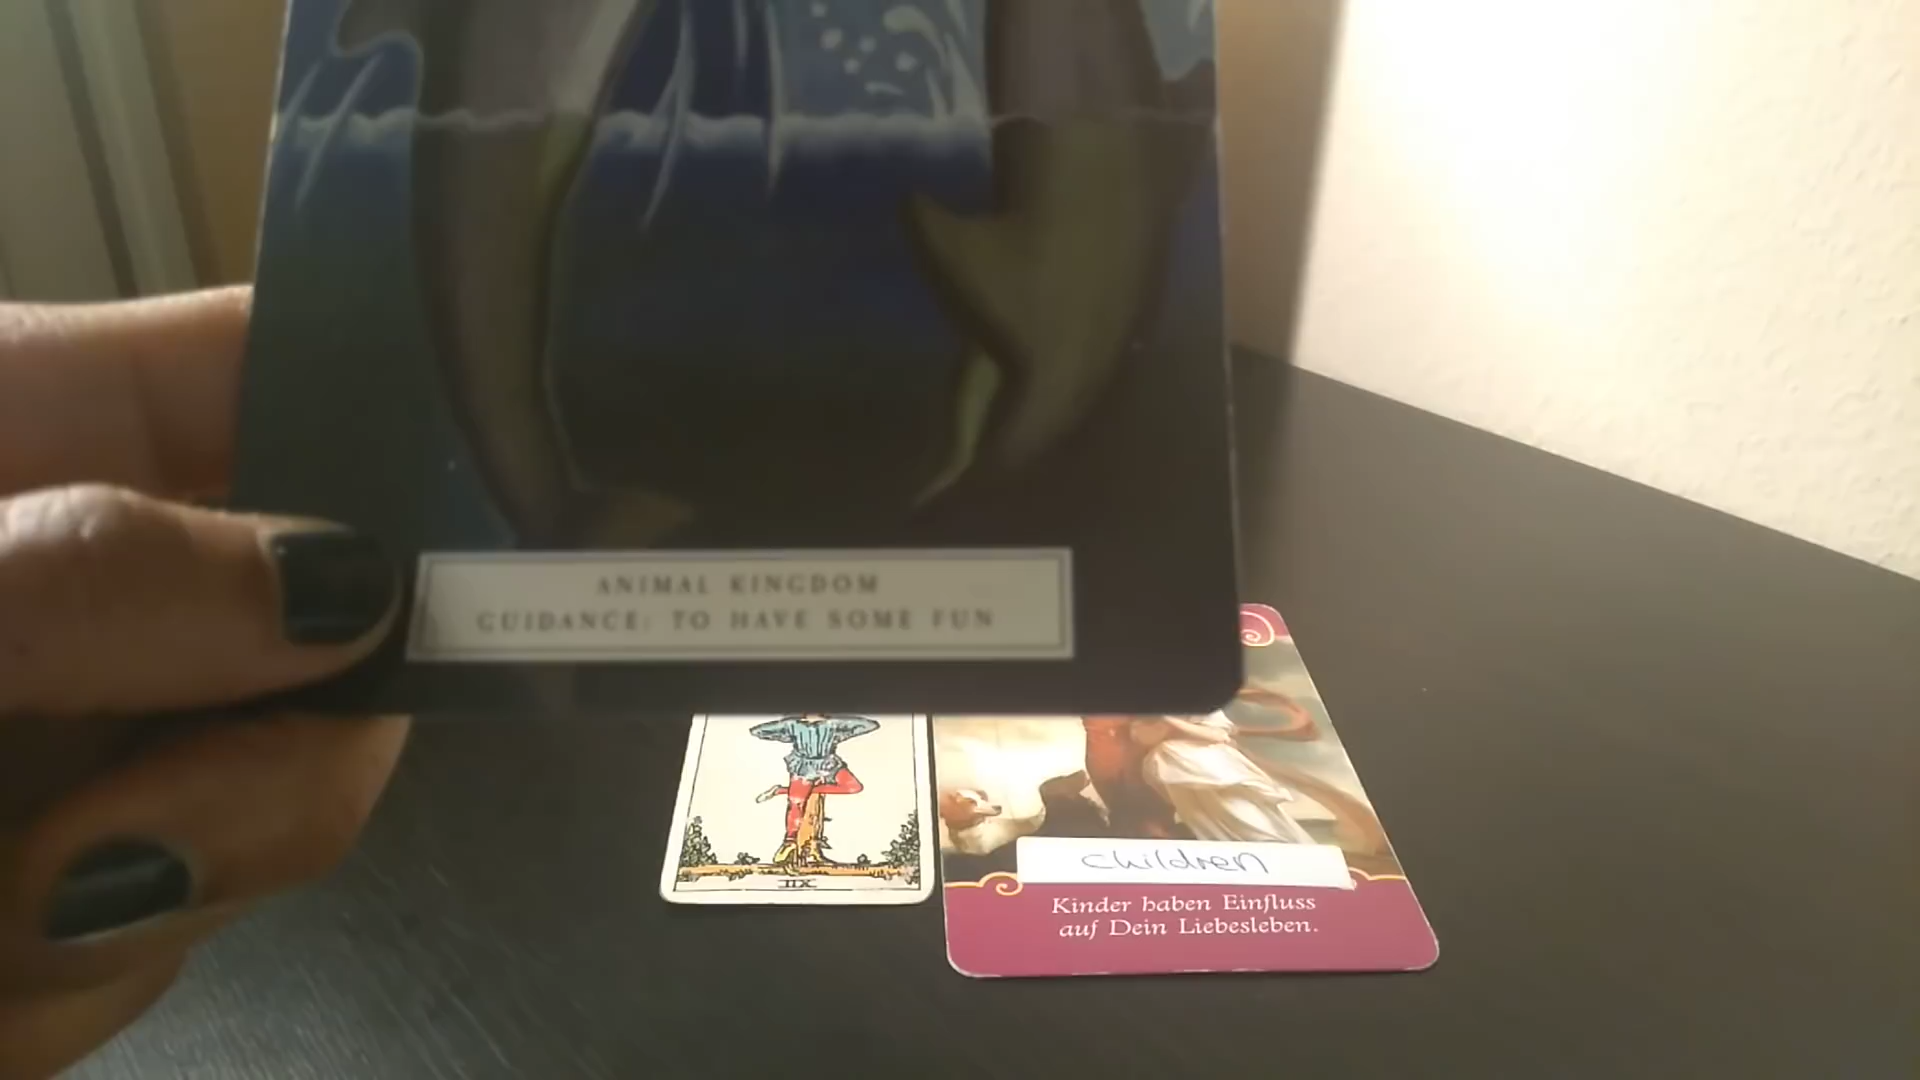 ANIMAL KINGDOM
GUIDANCE: TO HAVE SOME FUN
XII
children
Kinder haben Einfluss
auf Dein Liebesleben.